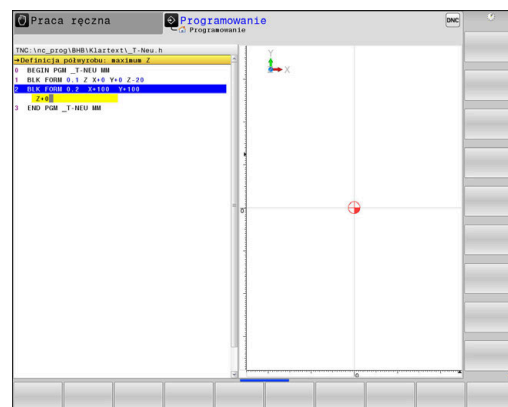 Praca ręczna
Programowanie
Programowanie
DNC
TNC:\nc_prog\BHB\Klartext\_T-Neu.h
→Definicja półwyrobu: maximum Z
0 BEGIN PGM _T-NEU MM
1 BLK FORM 0.1 Z X+0 Y+0 Z-20
2 BLK FORM 0.2 X+100 Y+100
Z+0
3 END PGM _T-NEU MM
Y
X
0
0